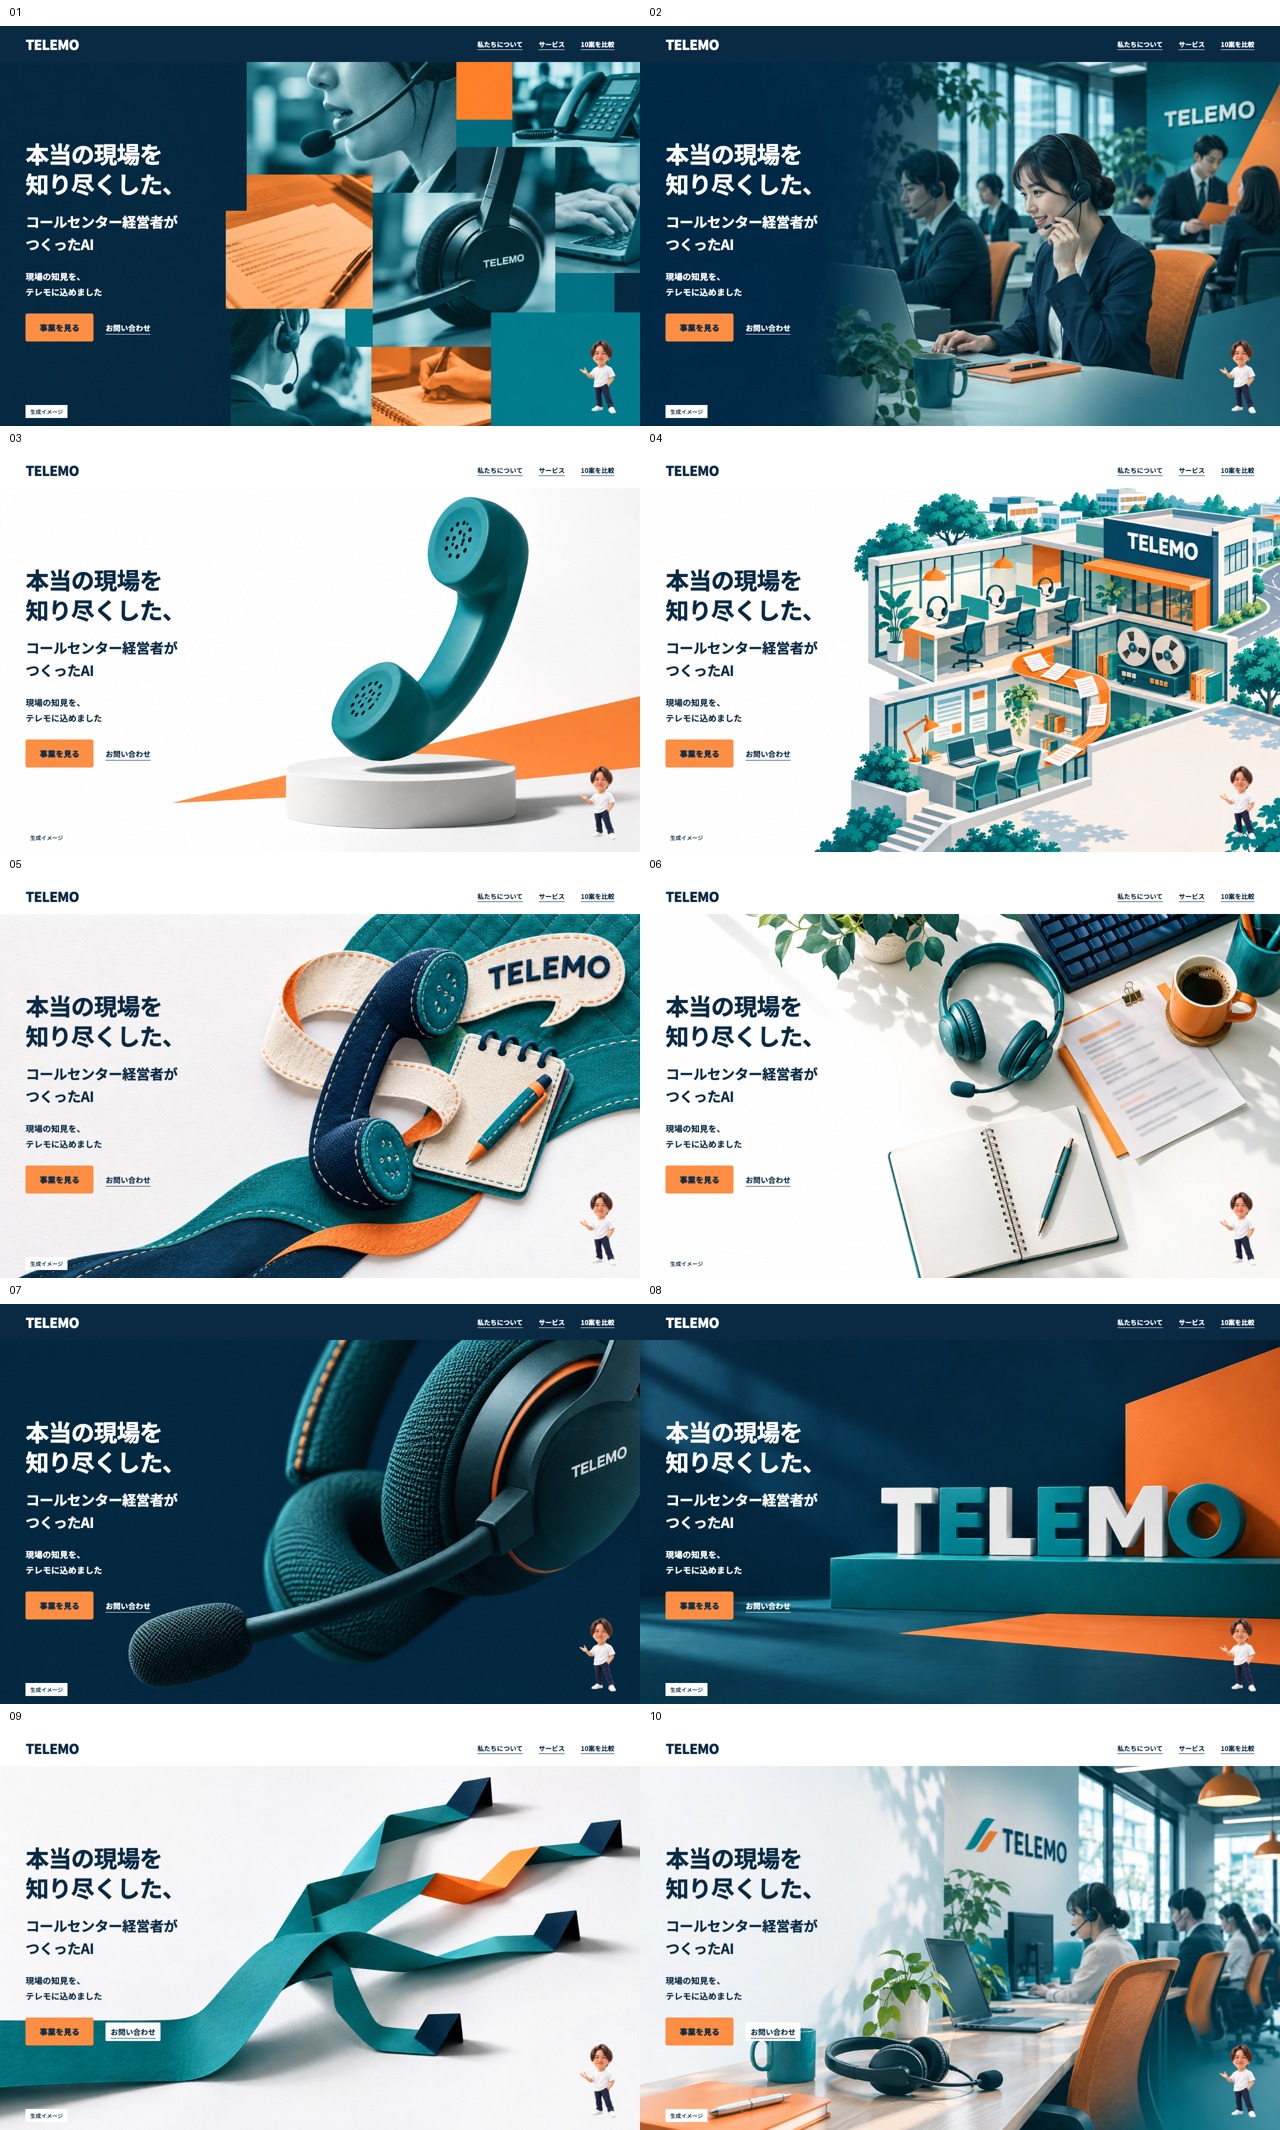 01
TELEMO
私たちについて サービス 10案を比較
本当の現場を
知り尽くした、
コールセンター経営者が
つくったAI
現場の知見を、
テレモに込めました
事業を見る お問い合わせ
生成イメージ
TELEMO
02
TELEMO
私たちについて サービス 10案を比較
本当の現場を
知り尽くした、
コールセンター経営者が
つくったAI
現場の知見を、
テレモに込めました
事業を見る お問い合わせ
生成イメージ
TELEMO
03
TELEMO
私たちについて サービス 10案を比較
本当の現場を
知り尽くした、
コールセンター経営者が
つくったAI
現場の知見を、
テレモに込めました
事業を見る お問い合わせ
生成イメージ
04
TELEMO
私たちについて サービス 10案を比較
本当の現場を
知り尽くした、
コールセンター経営者が
つくったAI
現場の知見を、
テレモに込めました
事業を見る お問い合わせ
生成イメージ
TELEMO
05
TELEMO
私たちについて サービス 10案を比較
本当の現場を
知り尽くした、
コールセンター経営者が
つくったAI
現場の知見を、
テレモに込めました
事業を見る お問い合わせ
生成イメージ
TELEMO
06
TELEMO
私たちについて サービス 10案を比較
本当の現場を
知り尽くした、
コールセンター経営者が
つくったAI
現場の知見を、
テレモに込めました
事業を見る お問い合わせ
生成イメージ
07
TELEMO
私たちについて サービス 10案を比較
本当の現場を
知り尽くした、
コールセンター経営者が
つくったAI
現場の知見を、
テレモに込めました
事業を見る お問い合わせ
生成イメージ
TELEMO
08
TELEMO
私たちについて サービス 10案を比較
本当の現場を
知り尽くした、
コールセンター経営者が
つくったAI
現場の知見を、
テレモに込めました
事業を見る お問い合わせ
生成イメージ
TELEMO
09
TELEMO
私たちについて サービス 10案を比較
本当の現場を
知り尽くした、
コールセンター経営者が
つくったAI
現場の知見を、
テレモに込めました
事業を見る お問い合わせ
生成イメージ
10
TELEMO
私たちについて サービス 10案を比較
本当の現場を
知り尽くした、
コールセンター経営者が
つくったAI
現場の知見を、
テレモに込めました
事業を見る お問い合わせ
生成イメージ
TELEMO